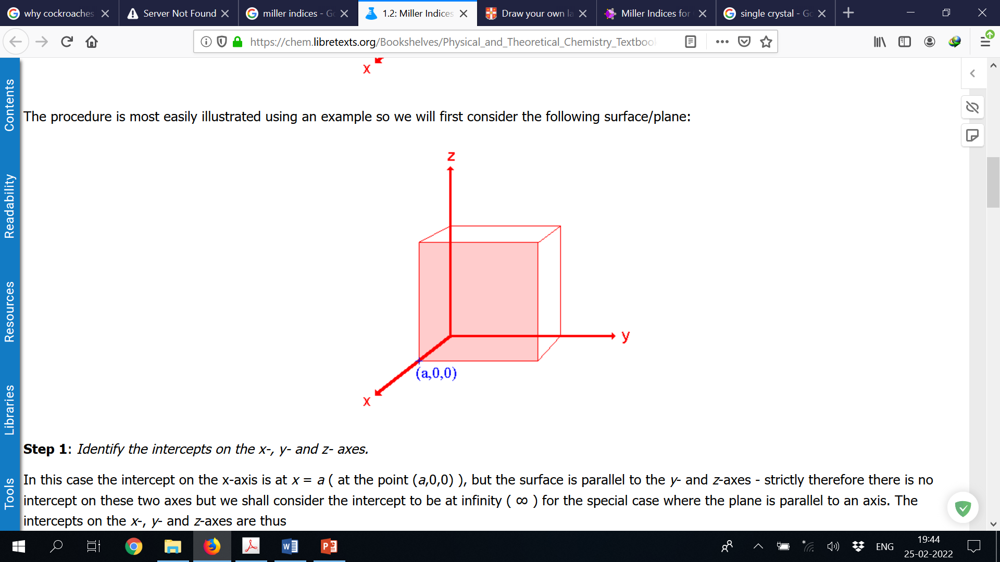 why cockroaches
Server Not Found
miller indices - G
1.2: Miller Indices
Draw your own la
Miller Indices for
single crystal - Go
https://chem.libretexts.org/Bookshelves/Physical_and_Theoretical_Chemistry_Textbook
x
Contents
Readability
Resources
Libraries
Tools
The procedure is most easily illustrated using an example so we will first consider the following surface/plane:
z
y
(a,0,0)
x
Step 1: Identify the intercepts on the x-, y- and z- axes.
In this case the intercept on the x-axis is at x = a ( at the point (a,0,0) ), but the surface is parallel to the y- and z-axes - strictly therefore there is no
intercept on these two axes but we shall consider the intercept to be at infinity ( ∞ ) for the special case where the plane is parallel to an axis. The
intercepts on the x-, y- and z-axes are thus
ENG
19:44
25-02-2022